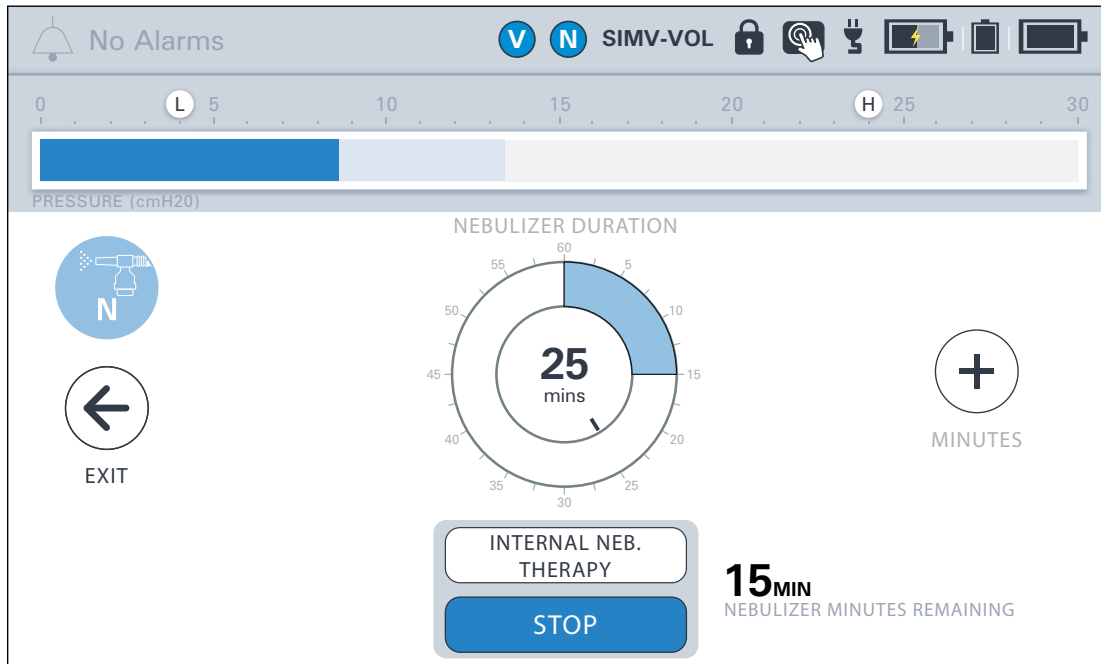 No Alarms
V N SIMV-VOL
0 L 5 10 15 20 H 25 30
PRESSURE (cmH20)
NEBULIZER DURATION
60
55 5
50 10
N
25
45 15
mins
40 20
MINUTES
EXIT
35 25
30
INTERNAL NEB.
THERAPY
15MIN
NEBULIZER MINUTES REMAINING
STOP